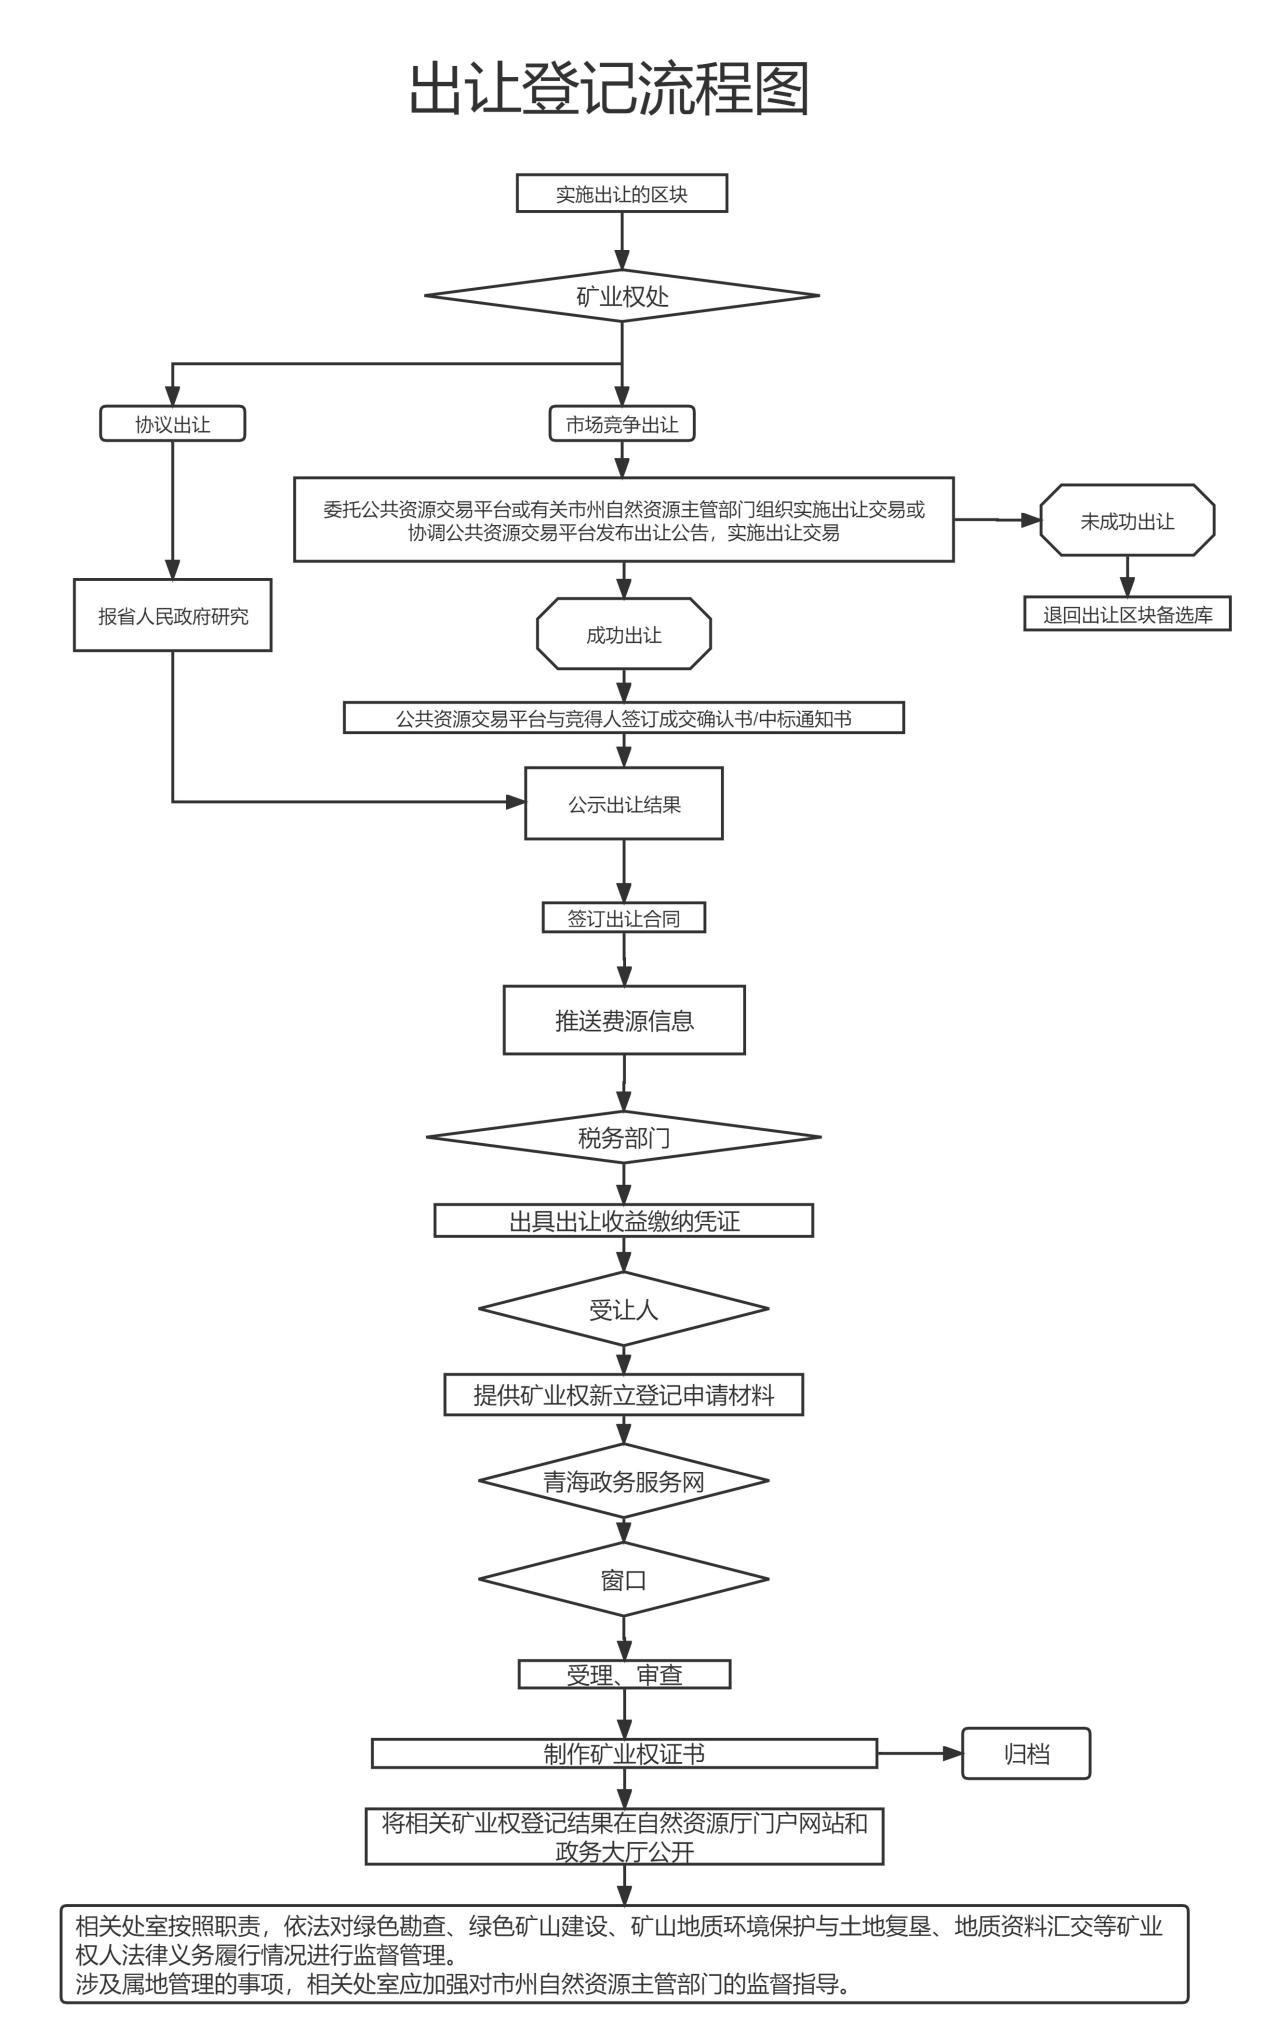 出让登记流程图
实施出让的区块
矿业权处
协议出让
市场竞争出让
委托公共资源交易平台或有关市州自然资源主管部门组织实施出让交易或
协调公共资源交易平台发布出让公告，实施出让交易
未成功出让
报省人民政府研究
成功出让
退回出让区块备选库
公共资源交易平台与竞得人签订成交确认书/中标通知书
公示出让结果
签订出让合同
推送费源信息
税务部门
出具出让收益缴纳凭证
受让人
提供矿业权新立登记申请材料
青海政务服务网
窗口
受理、审查
制作矿业权证书
归档
将相关矿业权登记结果在自然资源厅门户网站和
政务大厅公开
相关处室按照职责，依法对绿色勘查、绿色矿山建设、矿山地质环境保护与土地复垦、地质资料汇交等矿业
权人法律义务履行情况进行监督管理。
涉及属地管理的事项，相关处室应加强对市州自然资源主管部门的监督指导。